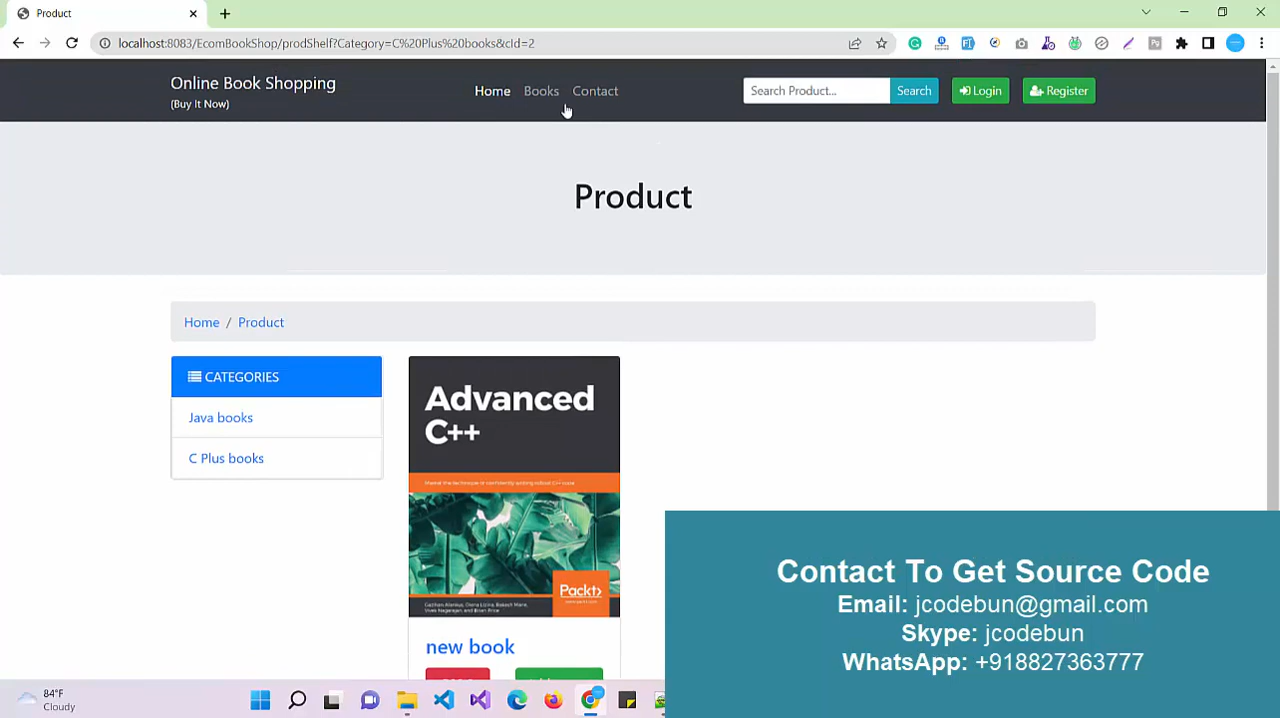 Product
localhost:8083/EcomBookShop/prodShelf?Category=C%20Plus%20books&cId=2
Online Book Shopping
(Buy It Now)
Home Books Contact
Search Product... Search Login Register
Product
Home / Product
CATEGORIES
Java books
C Plus books
Advanced
C++
Packt>
new book
Contact To Get Source Code
Email: jcodebun@gmail.com
Skype: jcodebun
WhatsApp: +918827363777
84°F
Cloudy